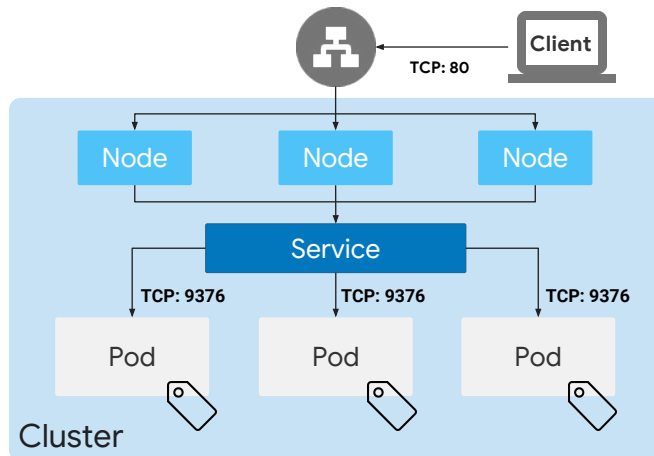 Client
TCP: 80
Node
Node
Node
Service
TCP: 9376
TCP: 9376
TCP: 9376
Pod
Pod
Pod
Cluster